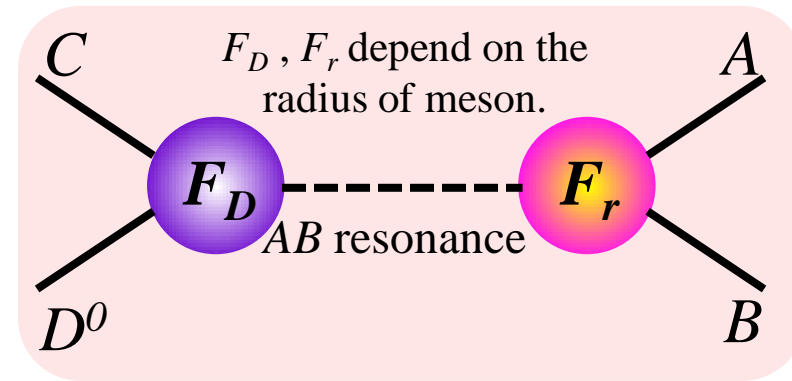 C
F_D , F_r depend on the
radius of meson.
A
F_D
F_r
AB resonance
D^0
B